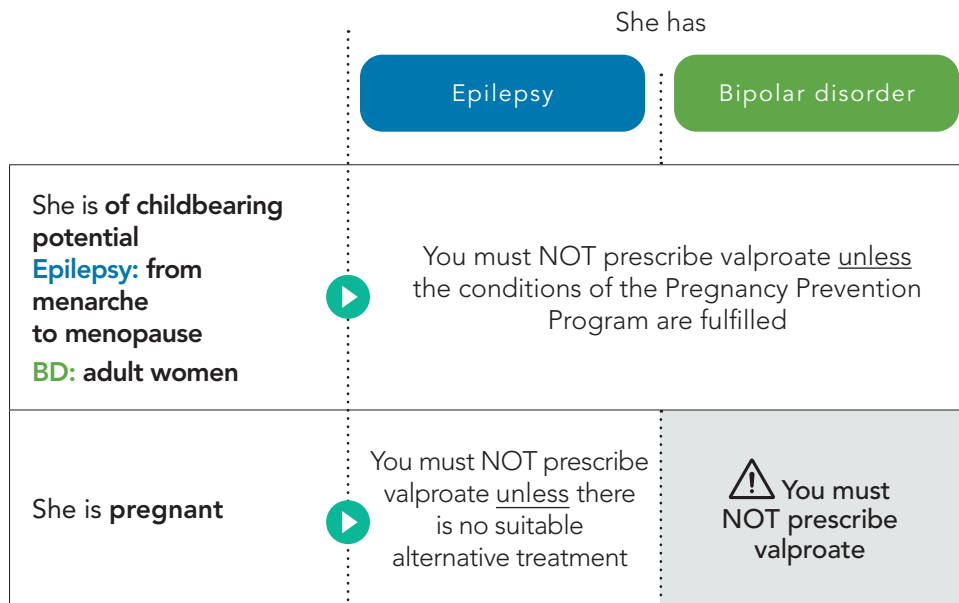 She has
Epilepsy
Bipolar disorder
She is of childbearing
potential
Epilepsy: from
menarche
to menopause
BD: adult women
You must NOT prescribe valproate unless
the conditions of the Pregnancy Prevention
Program are fulfilled
She is pregnant
You must NOT prescribe
valproate unless there
is no suitable
alternative treatment
You must
NOT prescribe
valproate